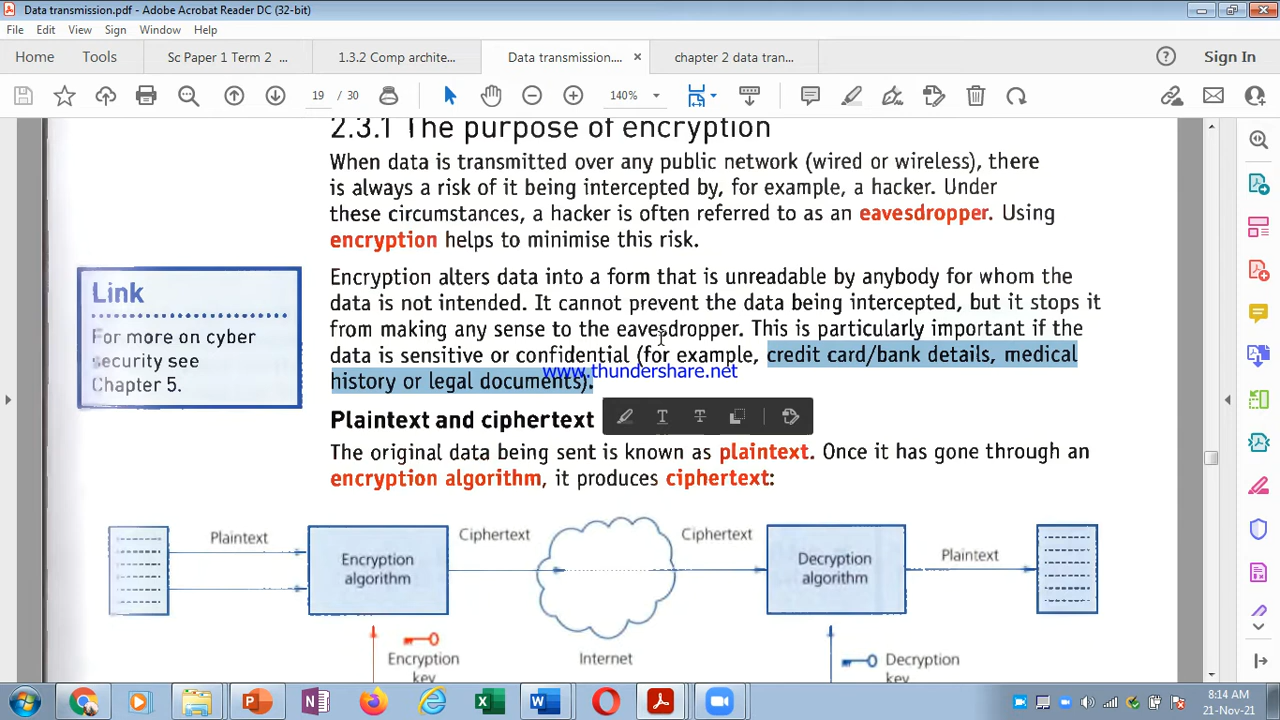 Data transmission.pdf - Adobe Acrobat Reader DC (32-bit)
File Edit View Sign Window Help
Home Tools Sc Paper 1 Term 2 ... 1.3.2 Comp archite... Data transmission.... × chapter 2 data tran... Sign In
19 / 30 140%
2.3.1 The purpose of encryption
When data is transmitted over any public network (wired or wireless), there
is always a risk of it being intercepted by, for example, a hacker. Under
these circumstances, a hacker is often referred to as an eavesdropper. Using
encryption helps to minimise this risk.
Encryption alters data into a form that is unreadable by anybody for whom the
data is not intended. It cannot prevent the data being intercepted, but it stops it
from making any sense to the eavesdropper. This is particularly important if the
data is sensitive or confidential (for example, credit card/bank details, medical
history or legal documents).
www.thundershare.net
Link
For more on cyber
security see
Chapter 5.
Plaintext and ciphertext
The original data being sent is known as plaintext. Once it has gone through an
encryption algorithm, it produces ciphertext:
Plaintext
Encryption
algorithm
Ciphertext
Internet
Ciphertext
Decryption
algorithm
Plaintext
Encryption
key
Decryption
key
8:14 AM
21-Nov-21